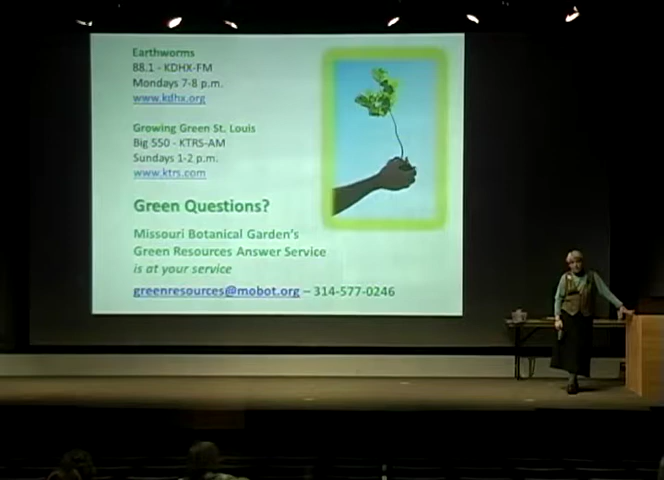 Earthworms
88.1 - KDHX-FM
Mondays 7-8 p.m.
www.kdhx.org
Growing Green St. Louis
Big 550 - KTRS-AM
Sundays 1-2 p.m.
www.ktrs.com
Green Questions?
Missouri Botanical Garden's
Green Resources Answer Service
is at your service
greenresources@mobot.org – 314-577-0246